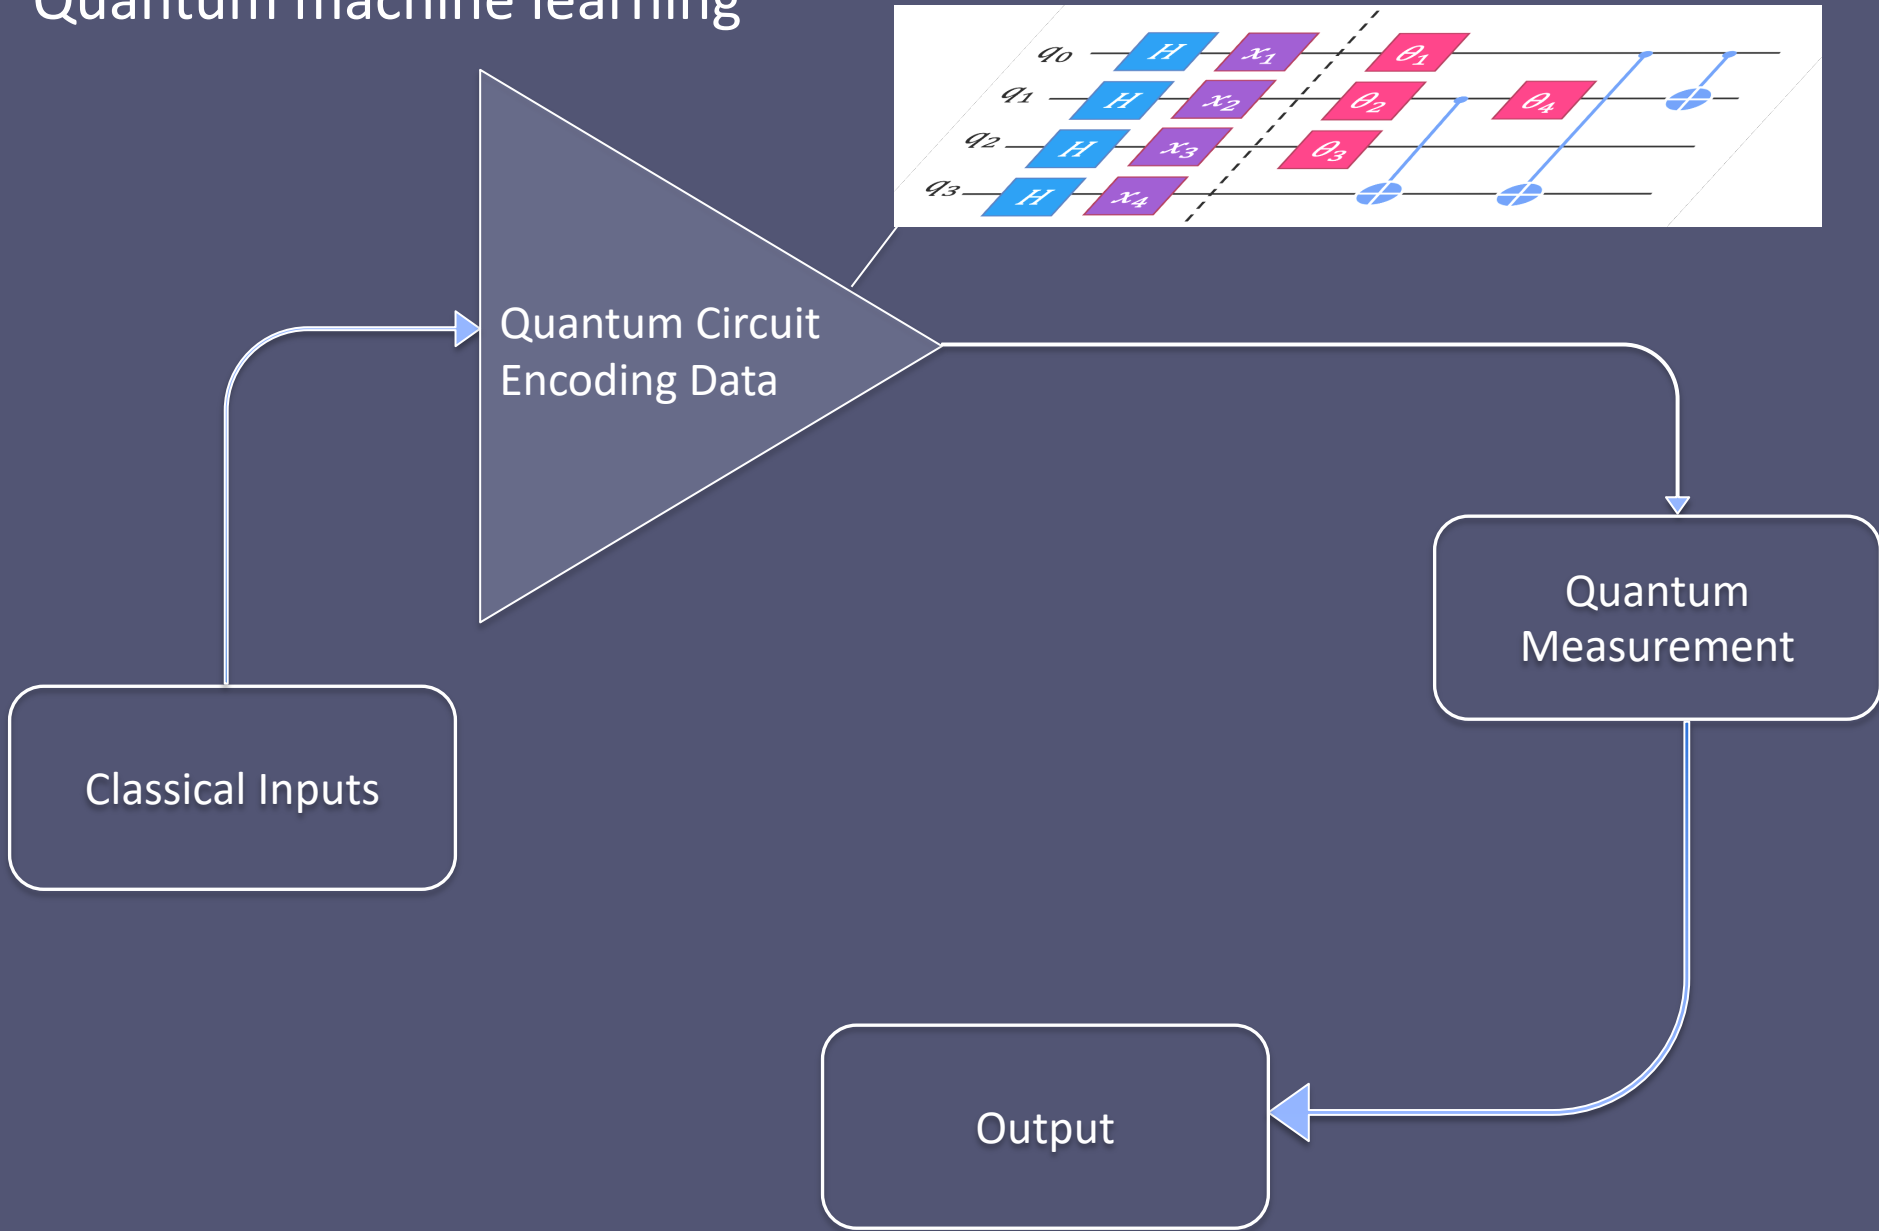 Quantum machine learning
q0 H x1 θ1
q1 H x2 θ2 θ4
q2 H x3 θ3
q3 H x4
Quantum Circuit
Encoding Data
Quantum
Measurement
Classical Inputs
Output